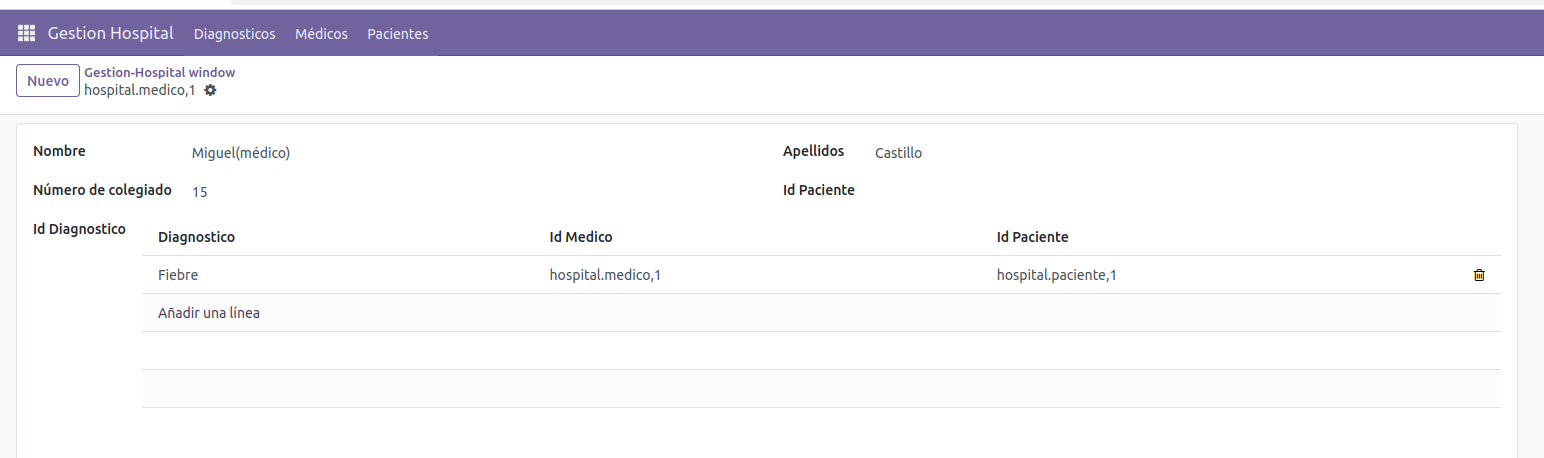 Gestion Hospital Diagnosticos Médicos Pacientes
Nuevo
Gestion-Hospital window
hospital.medico,1
Nombre Miguel(médico) Apellidos Castillo
Número de colegiado 15 Id Paciente
Id Diagnostico
Diagnostico Id Medico Id Paciente
Fiebre hospital.medico,1 hospital.paciente,1
Añadir una línea